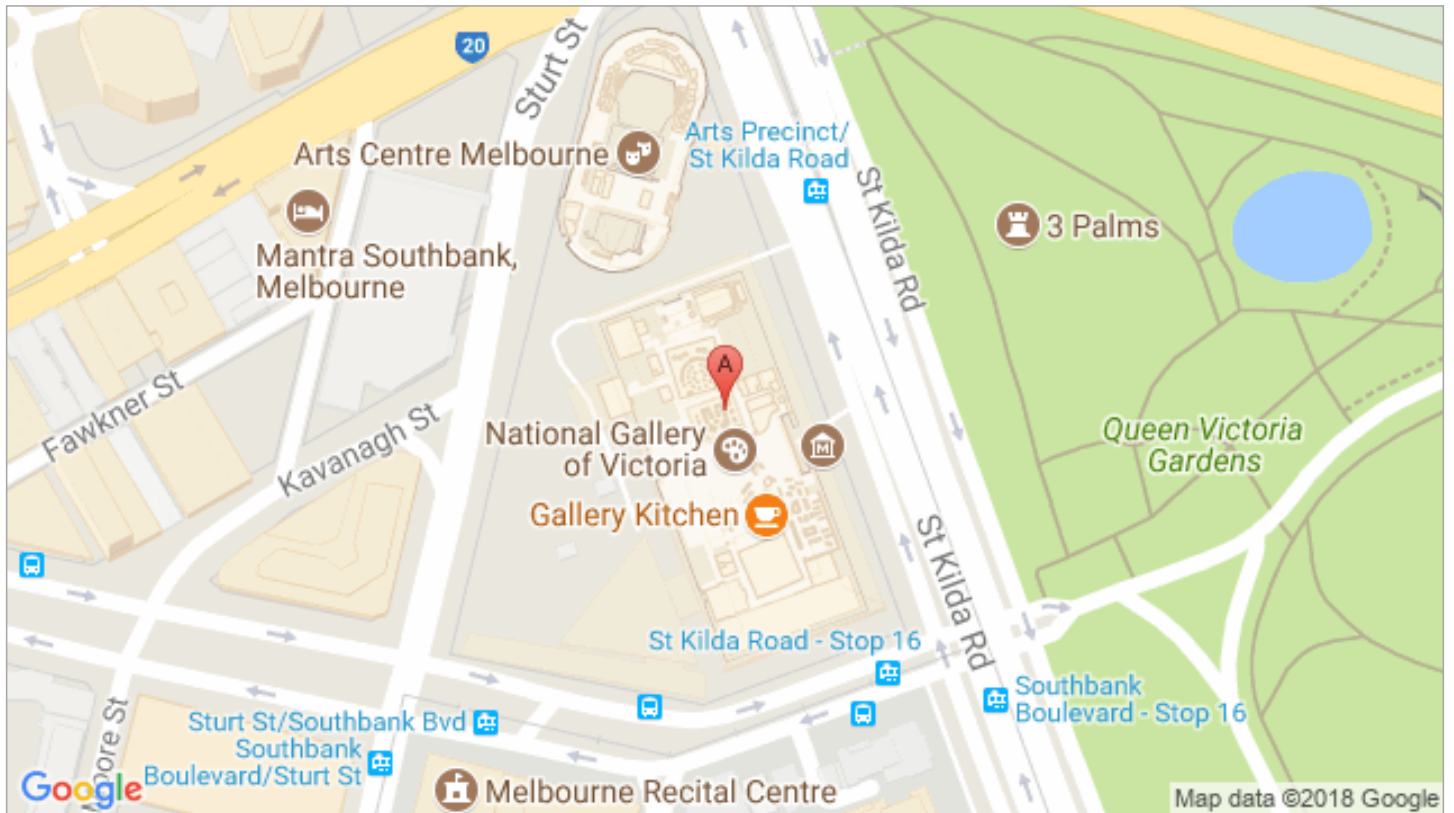 20
Sturt St
Arts Centre Melbourne
Arts Precinct/
St Kilda Road
St Kilda Rd
3 Palms
Mantra Southbank,
Melbourne
A
Fawkner St
Kavanagh St
National Gallery
of Victoria
M
Queen Victoria
Gardens
Gallery Kitchen
St Kilda Rd
St Kilda Road - Stop 16
Southbank
Boulevard - Stop 16
Sturt St/Southbank Bvd
Southbank
Boulevard/Sturt St
St
Google
Melbourne Recital Centre
Map data ©2018 Google